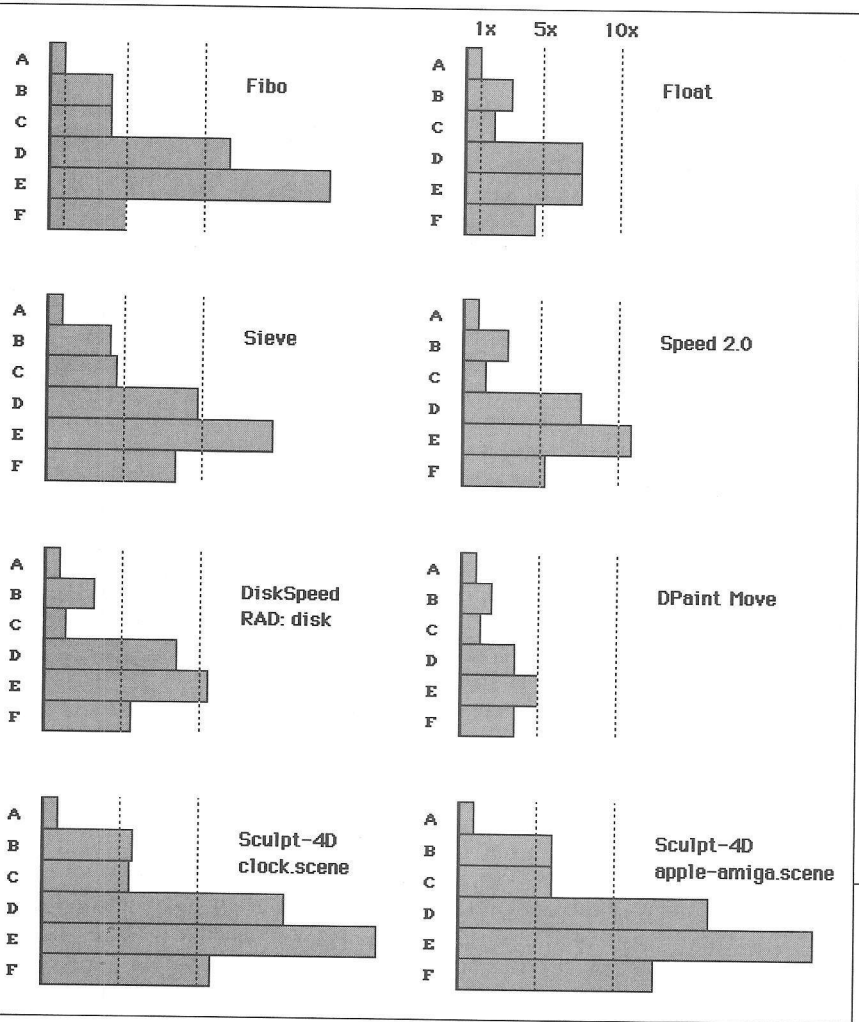 1x 5x 10x
A
B
C
D
E
F
Fibo
A
B
C
D
E
F
Float
A
B
C
D
E
F
Sieve
A
B
C
D
E
F
Speed 2.0
A
B
C
D
E
F
DiskSpeed
RAD: disk
A
B
C
D
E
F
DPaint Move
A
B
C
D
E
F
Sculpt-4D
clock.scene
A
B
C
D
E
F
Sculpt-4D
apple-amiga.scene